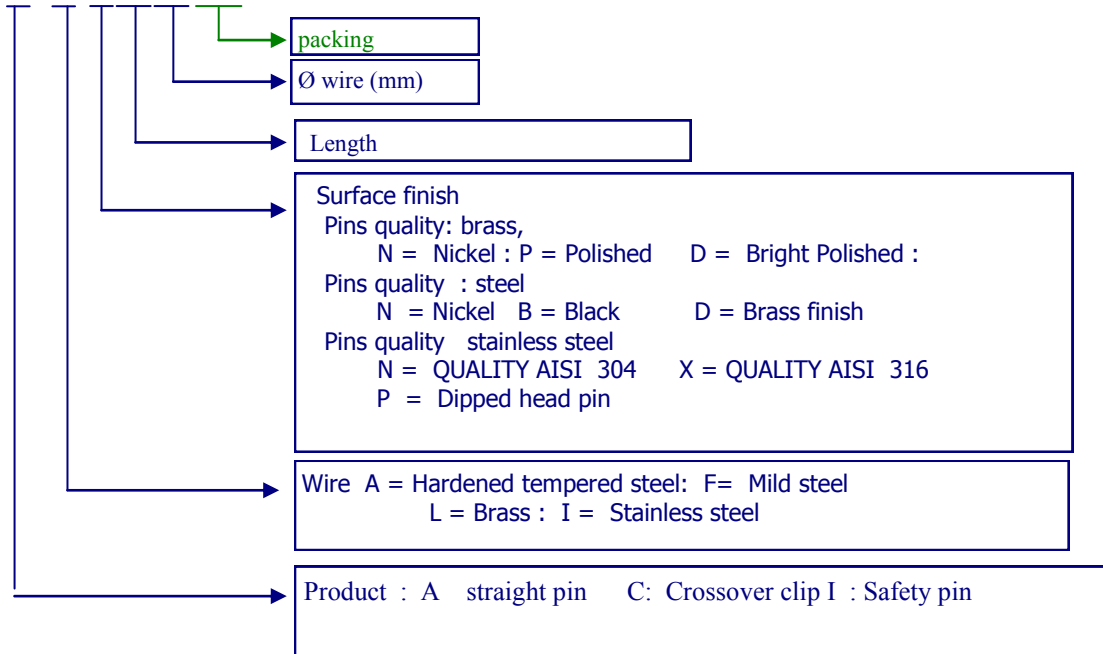 packing
Ø wire (mm)
Length
Surface finish
Pins quality: brass,
N = Nickel : P = Polished D = Bright Polished :
Pins quality : steel
N = Nickel B = Black D = Brass finish
Pins quality stainless steel
N = QUALITY AISI 304 X = QUALITY AISI 316
P = Dipped head pin
Wire A = Hardened tempered steel: F= Mild steel
L = Brass : I = Stainless steel
Product : A straight pin C: Crossover clip I : Safety pin